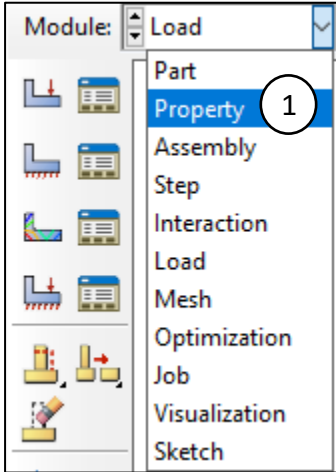 Module: Load
Part
Property 1
Assembly
Step
Interaction
Load
Mesh
Optimization
Job
Visualization
Sketch